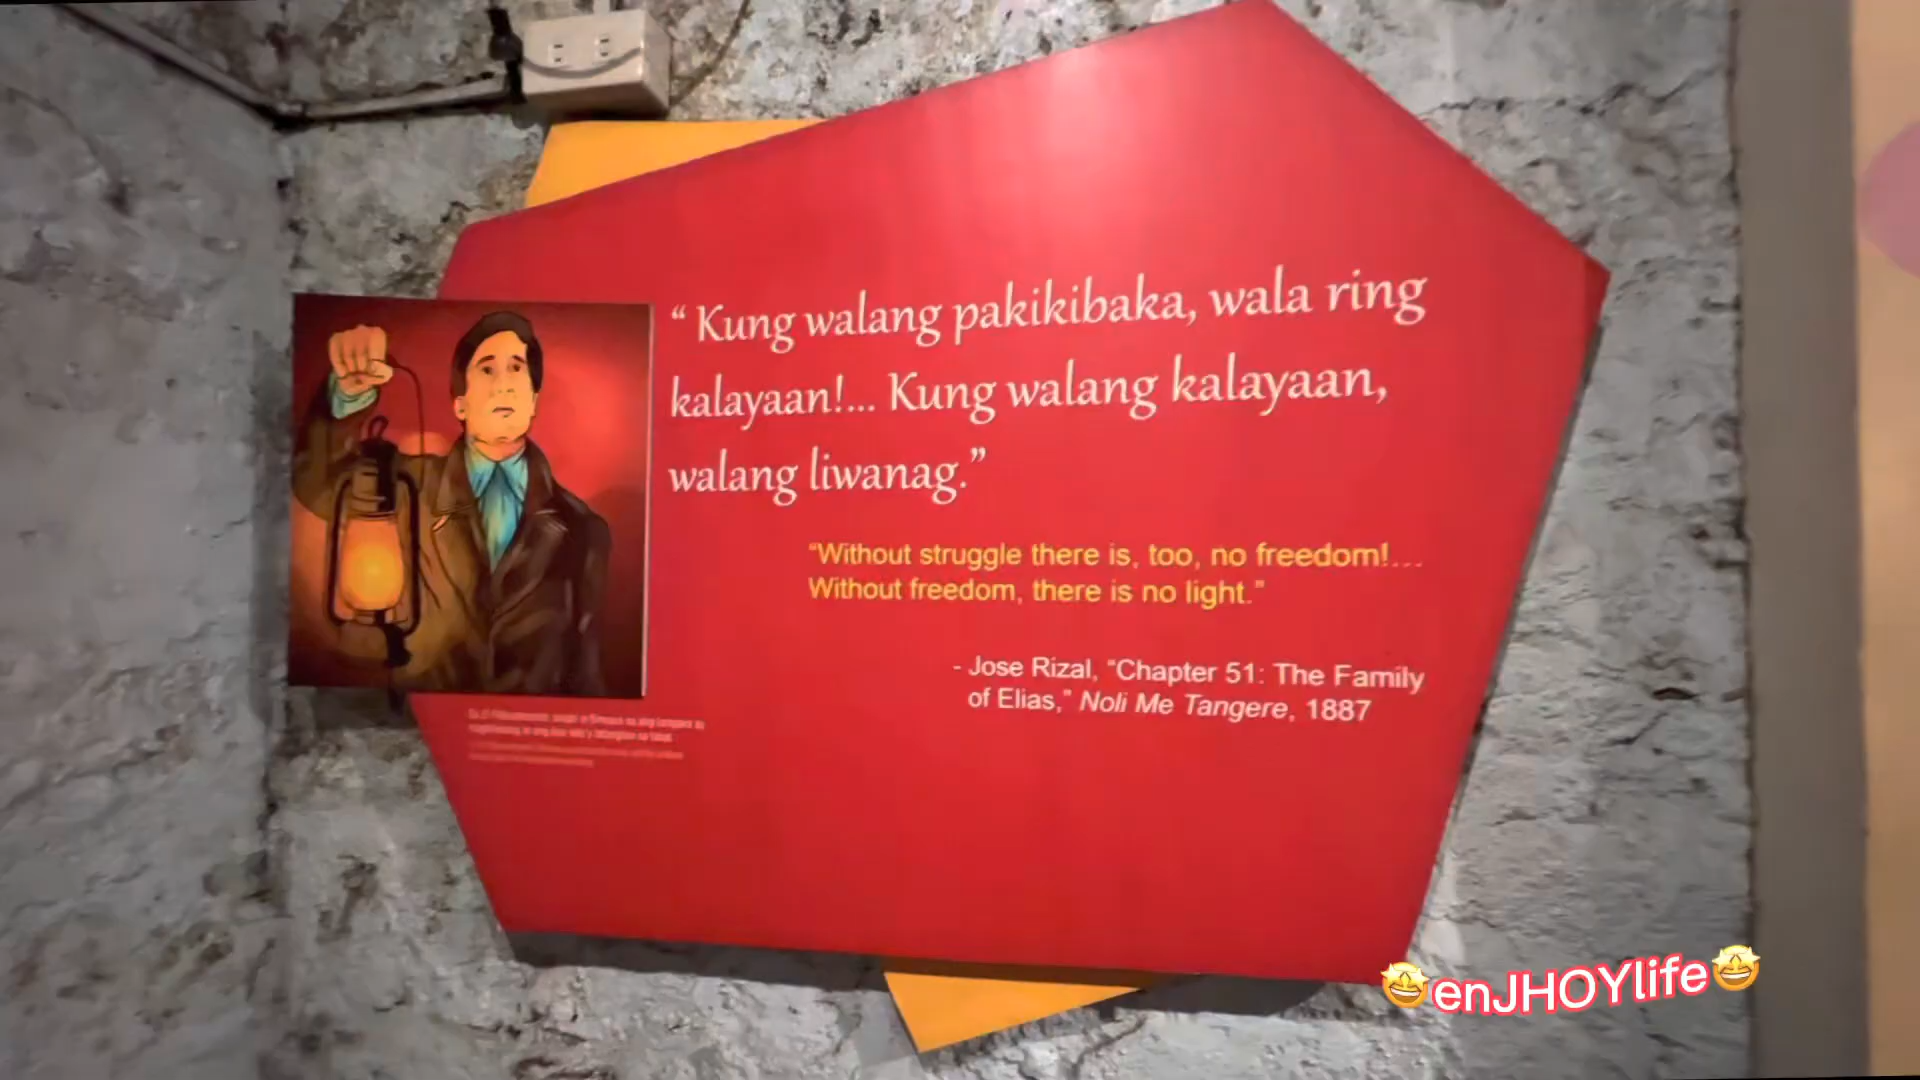 “ Kung walang pakikibaka, wala ring
kalayaan!... Kung walang kalayaan,
walang liwanag.”
“Without struggle there is, too, no freedom!...
Without freedom, there is no light.”
- Jose Rizal, “Chapter 51: The Family
of Elias,” Noli Me Tangere, 1887
enJHOYlife